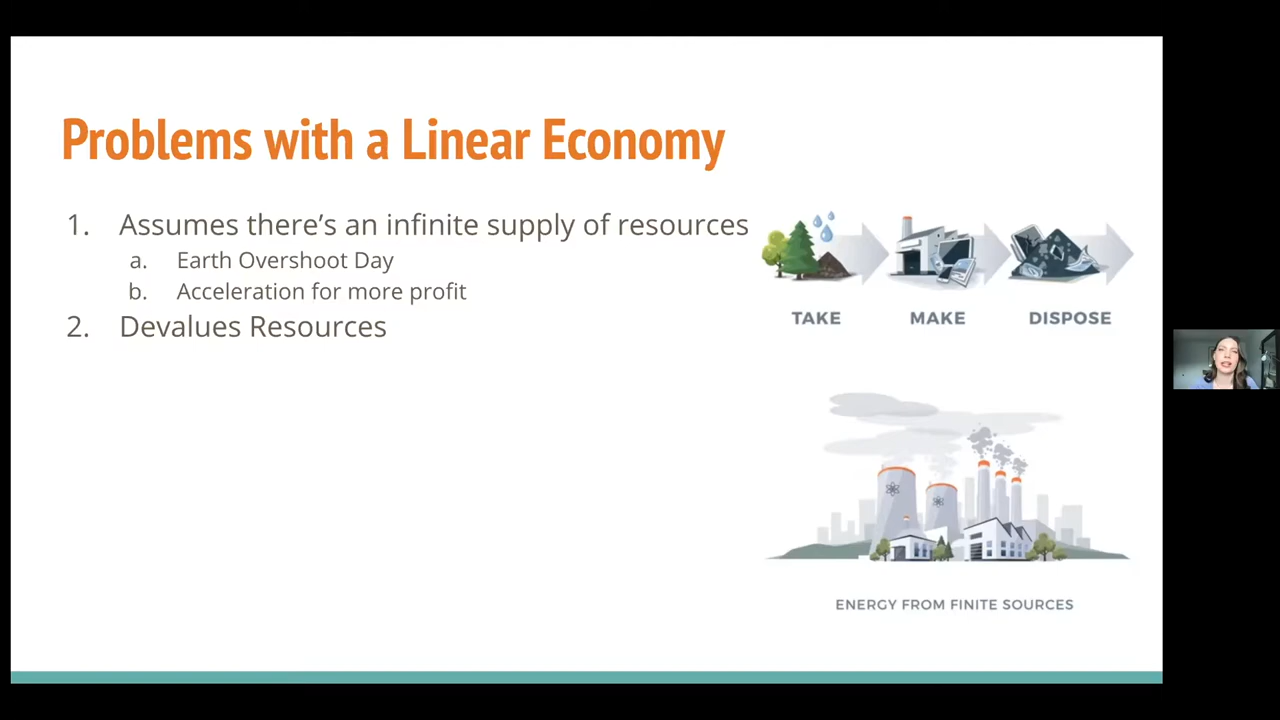 Problems with a Linear Economy
1. Assumes there's an infinite supply of resources
a. Earth Overshoot Day
b. Acceleration for more profit
2. Devalues Resources
TAKE
MAKE
DISPOSE
ENERGY FROM FINITE SOURCES